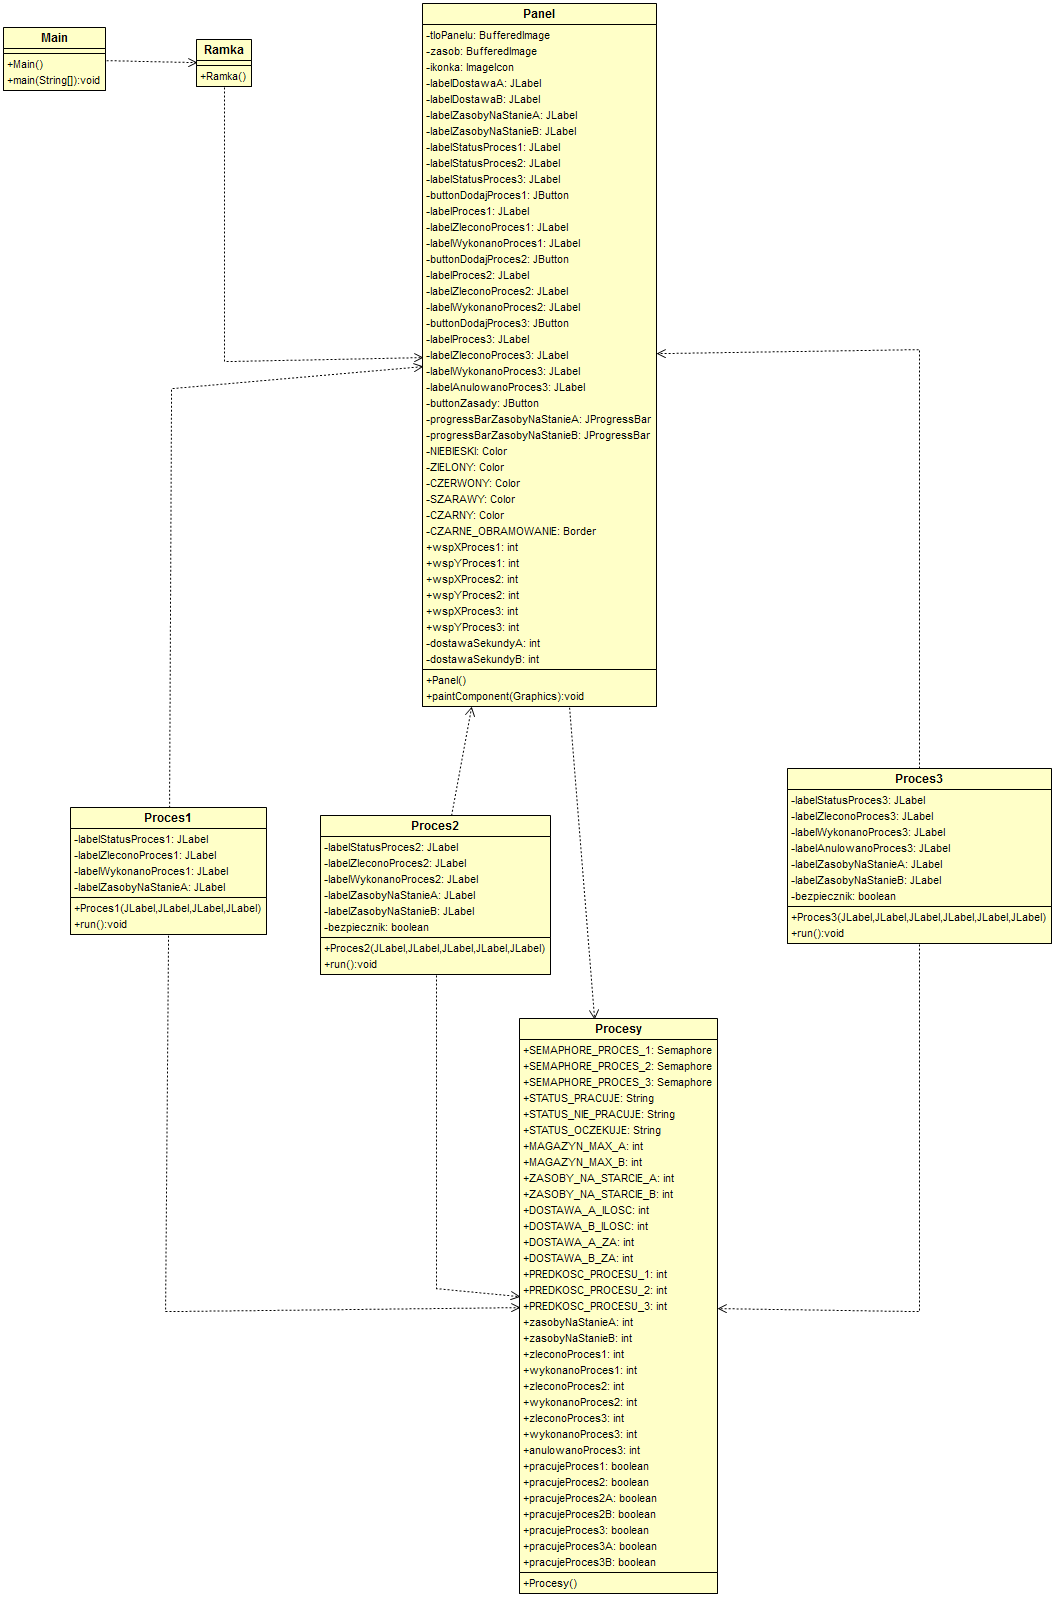 Main
+Main()
+main(String[]):void
Ramka
+Ramka()
Panel
-tloPanelu: BufferedImage
-zasob: BufferedImage
-ikonka: ImageIcon
-labelDostawaA: JLabel
-labelDostawaB: JLabel
-labelZasobyNaStanieA: JLabel
-labelZasobyNaStanieB: JLabel
-labelStatusProces1: JLabel
-labelStatusProces2: JLabel
-labelStatusProces3: JLabel
-buttonDodajProces1: JButton
-labelProces1: JLabel
-labelZleconoProces1: JLabel
-labelWykonanoProces1: JLabel
-buttonDodajProces2: JButton
-labelProces2: JLabel
-labelZleconoProces2: JLabel
-labelWykonanoProces2: JLabel
-buttonDodajProces3: JButton
-labelProces3: JLabel
-labelZleconoProces3: JLabel
-labelWykonanoProces3: JLabel
-labelAnulowanoProces3: JLabel
-buttonZasady: JButton
-progressBarZasobyNaStanieA: JProgressBar
-progressBarZasobyNaStanieB: JProgressBar
-NIEBIESKI: Color
-ZIELONY: Color
-CZERWONY: Color
-SZARAWY: Color
-CZARNY: Color
-CZARNE_OBRAMOWANIE: Border
+wspXProces1: int
+wspYProces1: int
+wspXProces2: int
+wspYProces2: int
+wspXProces3: int
+wspYProces3: int
-dostawaSekundyA: int
-dostawaSekundyB: int
+Panel()
+paintComponent(Graphics):void
Proces1
-labelStatusProces1: JLabel
-labelZleconoProces1: JLabel
-labelWykonanoProces1: JLabel
-labelZasobyNaStanieA: JLabel
+Proces1(JLabel,JLabel,JLabel,JLabel)
+run():void
Proces2
-labelStatusProces2: JLabel
-labelZleconoProces2: JLabel
-labelWykonanoProces2: JLabel
-labelZasobyNaStanieA: JLabel
-labelZasobyNaStanieB: JLabel
-bezpiecznik: boolean
+Proces2(JLabel,JLabel,JLabel,JLabel,JLabel)
+run():void
Proces3
-labelStatusProces3: JLabel
-labelZleconoProces3: JLabel
-labelWykonanoProces3: JLabel
-labelAnulowanoProces3: JLabel
-labelZasobyNaStanieA: JLabel
-labelZasobyNaStanieB: JLabel
-bezpiecznik: boolean
+Proces3(JLabel,JLabel,JLabel,JLabel,JLabel,JLabel)
+run():void
Procesy
+SEMAPHORE_PROCES_1: Semaphore
+SEMAPHORE_PROCES_2: Semaphore
+SEMAPHORE_PROCES_3: Semaphore
+STATUS_PRACUJE: String
+STATUS_NIE_PRACUJE: String
+STATUS_OCZEKUJE: String
+MAGAZYN_MAX_A: int
+MAGAZYN_MAX_B: int
+ZASOBY_NA_STARCIE_A: int
+ZASOBY_NA_STARCIE_B: int
+DOSTAWA_A_ILOSC: int
+DOSTAWA_B_ILOSC: int
+DOSTAWA_A_ZA: int
+DOSTAWA_B_ZA: int
+PREDKOSC_PROCESU_1: int
+PREDKOSC_PROCESU_2: int
+PREDKOSC_PROCESU_3: int
+zasobyNaStanieA: int
+zasobyNaStanieB: int
+zleconoProces1: int
+wykonanoProces1: int
+zleconoProces2: int
+wykonanoProces2: int
+zleconoProces3: int
+wykonanoProces3: int
+anulowanoProces3: int
+pracujeProces1: boolean
+pracujeProces2: boolean
+pracujeProces2A: boolean
+pracujeProces2B: boolean
+pracujeProces3: boolean
+pracujeProces3A: boolean
+pracujeProces3B: boolean
+Procesy()